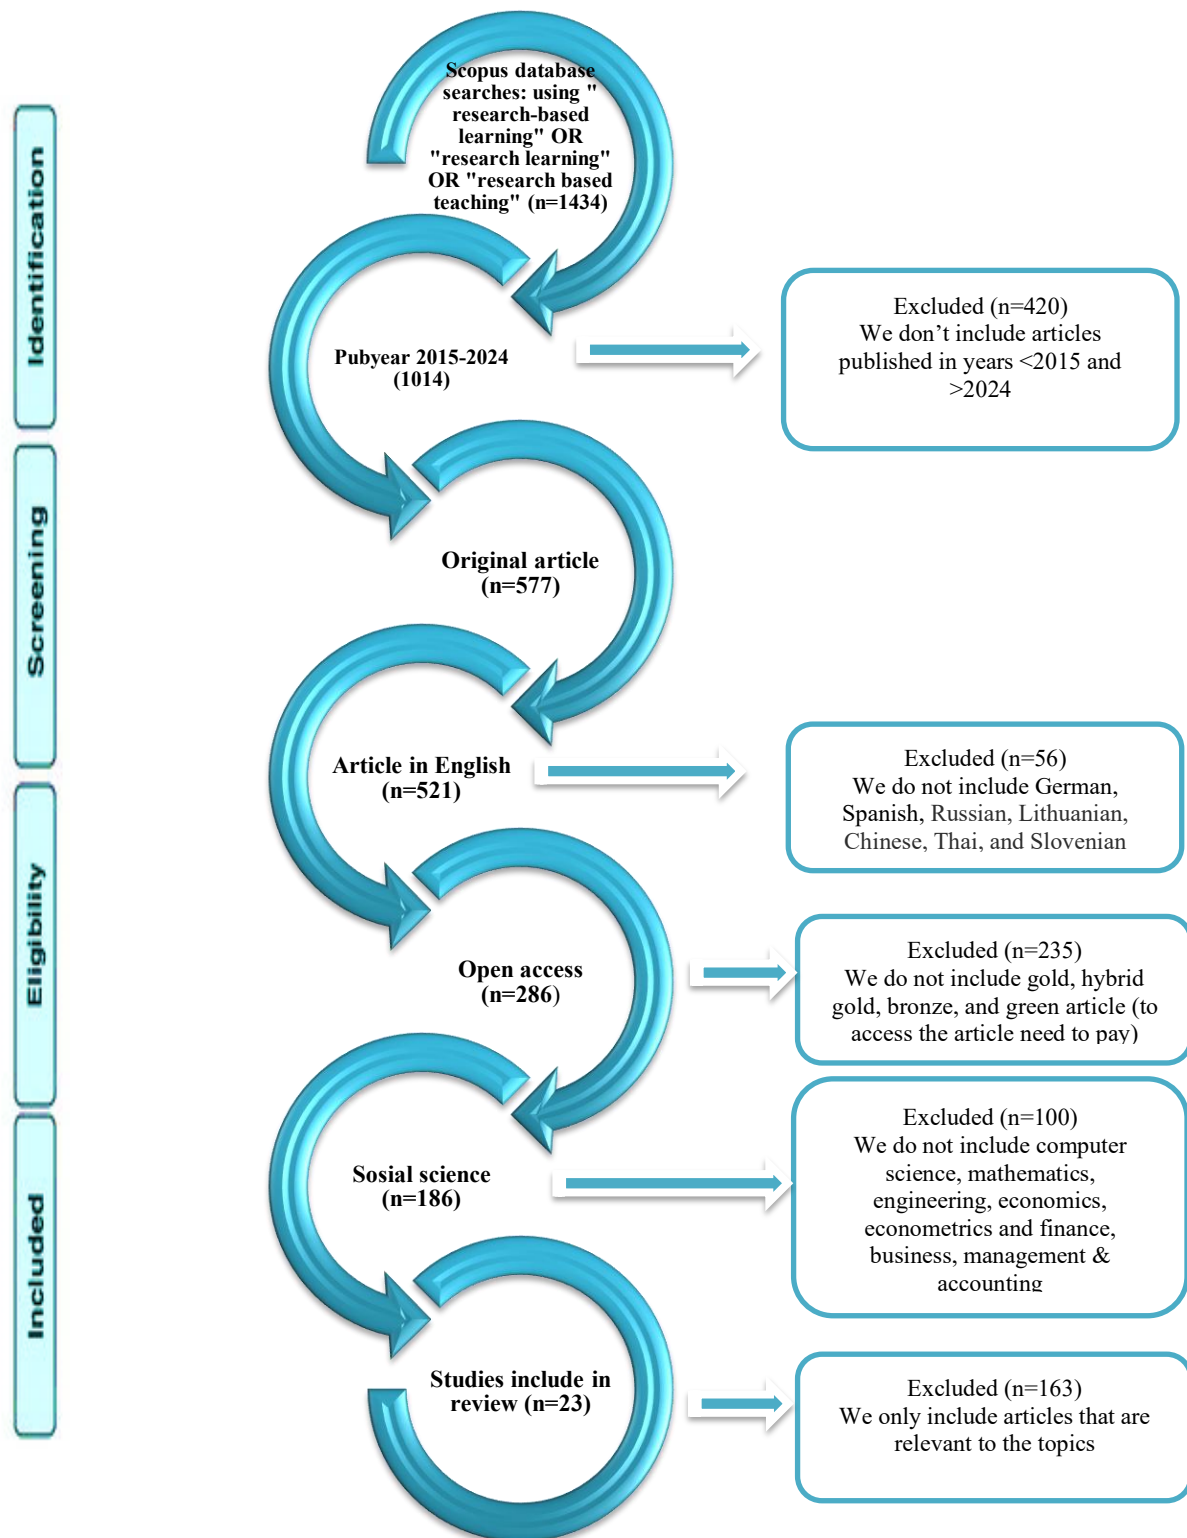 Identification
Screening
Eligibility
Included
Scopus database
searches: using "
research-based
learning" OR
"research learning"
OR "research based
teaching" (n=1434)
Pubyear 2015-2024
(1014)
Excluded (n=420)
We don’t include articles
published in years <2015 and
>2024
Original article
(n=577)
Article in English
(n=521)
Excluded (n=56)
We do not include German,
Spanish, Russian, Lithuanian,
Chinese, Thai, and Slovenian
Open access
(n=286)
Excluded (n=235)
We do not include gold, hybrid
gold, bronze, and green article (to
access the article need to pay)
Sosial science
(n=186)
Excluded (n=100)
We do not include computer
science, mathematics,
engineering, economics,
econometrics and finance,
business, management &
accounting
Studies include in
review (n=23)
Excluded (n=163)
We only include articles that are
relevant to the topics